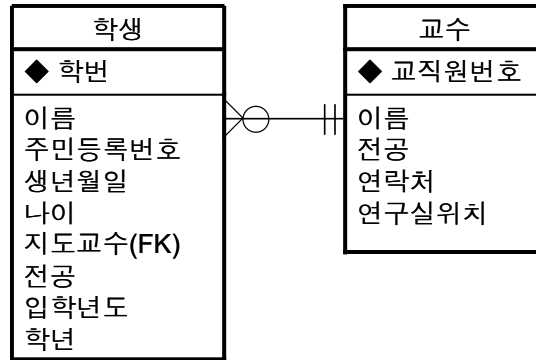 학생
◆ 학번
이름
주민등록번호
생년월일
나이
지도교수(FK)
전공
입학년도
학년
교수
◆ 교직원번호
이름
전공
연락처
연구실위치